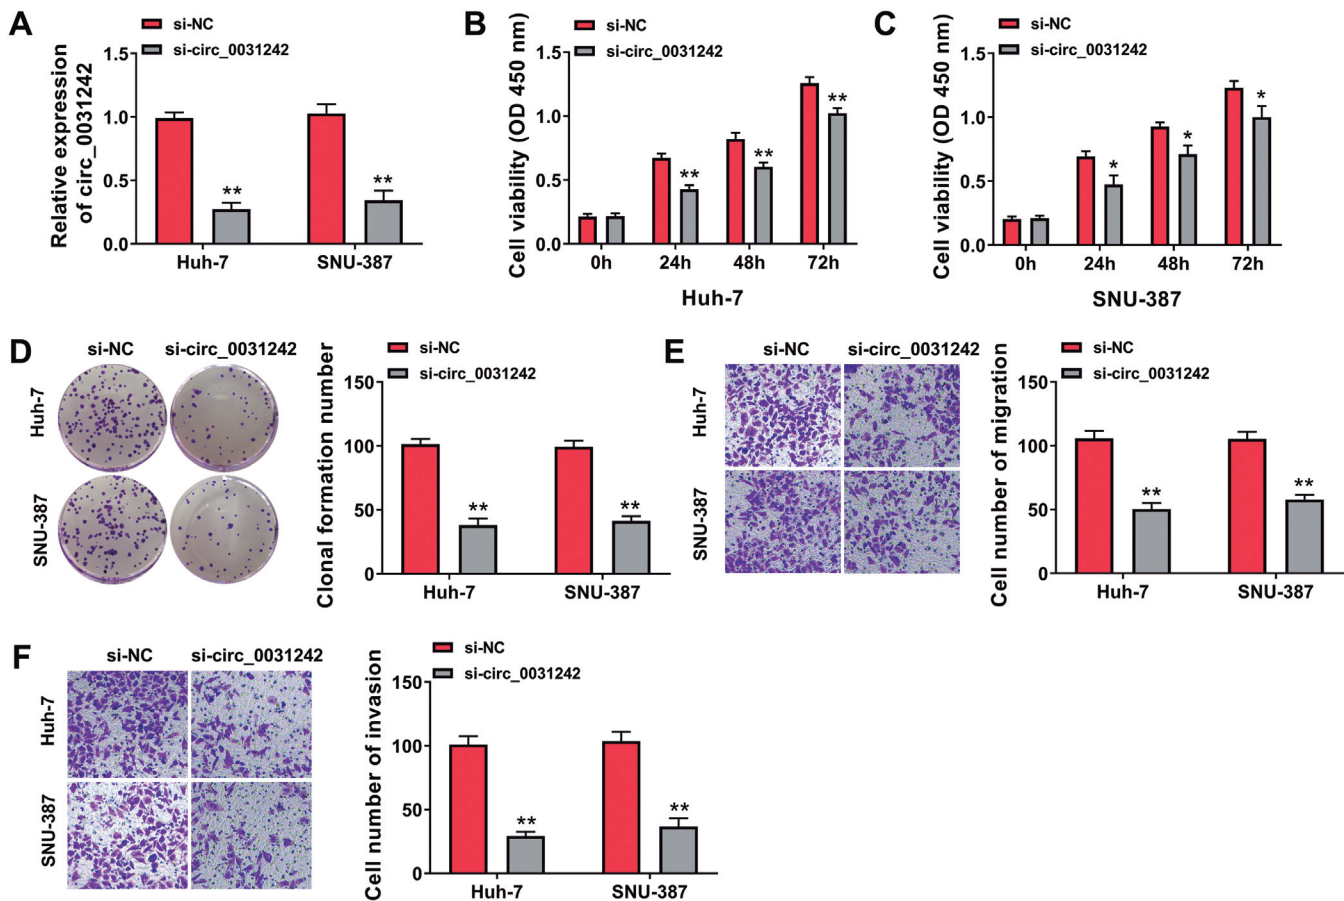 A
si-NC
si-circ_0031242
Relative expression
of circ_0031242
1.5
1.0
0.5
0.0
**
**
Huh-7
SNU-387
B
si-NC
si-circ_0031242
Cell viability (OD 450 nm)
1.5
1.0
0.5
0.0
**
**
**
0h
24h
48h
72h
Huh-7
C
si-NC
si-circ_0031242
Cell viability (OD 450 nm)
1.5
1.0
0.5
0.0
*
*
*
0h
24h
48h
72h
SNU-387
D
si-NC
si-circ_0031242
Huh-7
SNU-387
si-NC
si-circ_0031242
Clonal formation number
150
100
50
0
**
**
Huh-7
SNU-387
E
si-NC
si-circ_0031242
Huh-7
SNU-387
si-NC
si-circ_0031242
Cell number of migration
150
100
50
0
**
**
Huh-7
SNU-387
F
si-NC
si-circ_0031242
Huh-7
SNU-387
si-NC
si-circ_0031242
Cell number of invasion
150
100
50
0
**
**
Huh-7
SNU-387